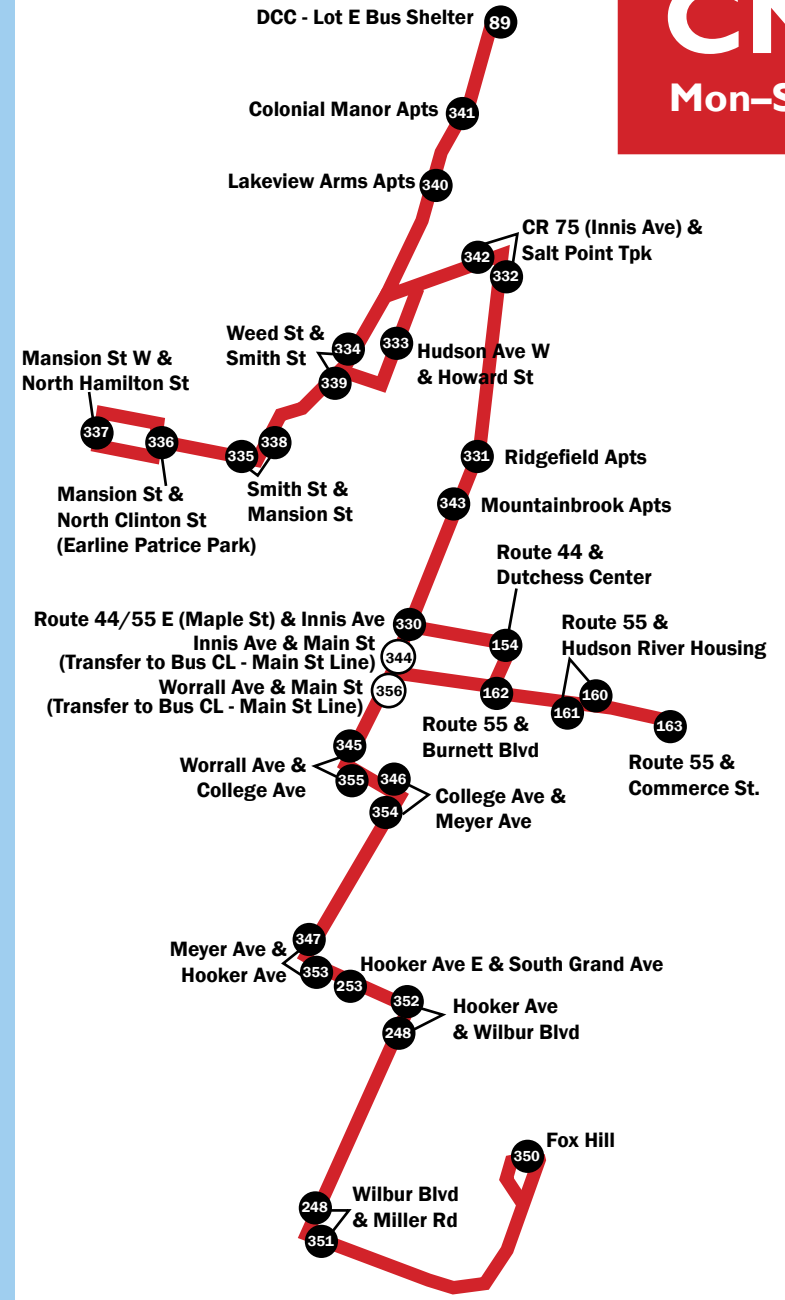 DCC - Lot E Bus Shelter
89
Mon–S
Colonial Manor Apts
341
Lakeview Arms Apts
340
CR 75 (Innis Ave) &
Salt Point Tpk
342
332
Weed St &
Smith St
334
339
333
Hudson Ave W
& Howard St
Mansion St W &
North Hamilton St
337
336
335
338
Mansion St &
North Clinton St
(Earline Patrice Park)
Smith St &
Mansion St
331
Ridgefield Apts
343
Mountainbrook Apts
Route 44 &
Dutchess Center
Route 44/55 E (Maple St) & Innis Ave
330
154
Innis Ave & Main St
(Transfer to Bus CL - Main St Line)
344
Worrall Ave & Main St
(Transfer to Bus CL - Main St Line)
356
Route 55 &
Hudson River Housing
162
160
161
163
Route 55 &
Burnett Blvd
Route 55 &
Commerce St.
345
Worrall Ave &
College Ave
355
346
354
College Ave &
Meyer Ave
347
Meyer Ave &
Hooker Ave
353
253
Hooker Ave E & South Grand Ave
352
248
Hooker Ave
& Wilbur Blvd
350
Fox Hill
248
351
Wilbur Blvd
& Miller Rd